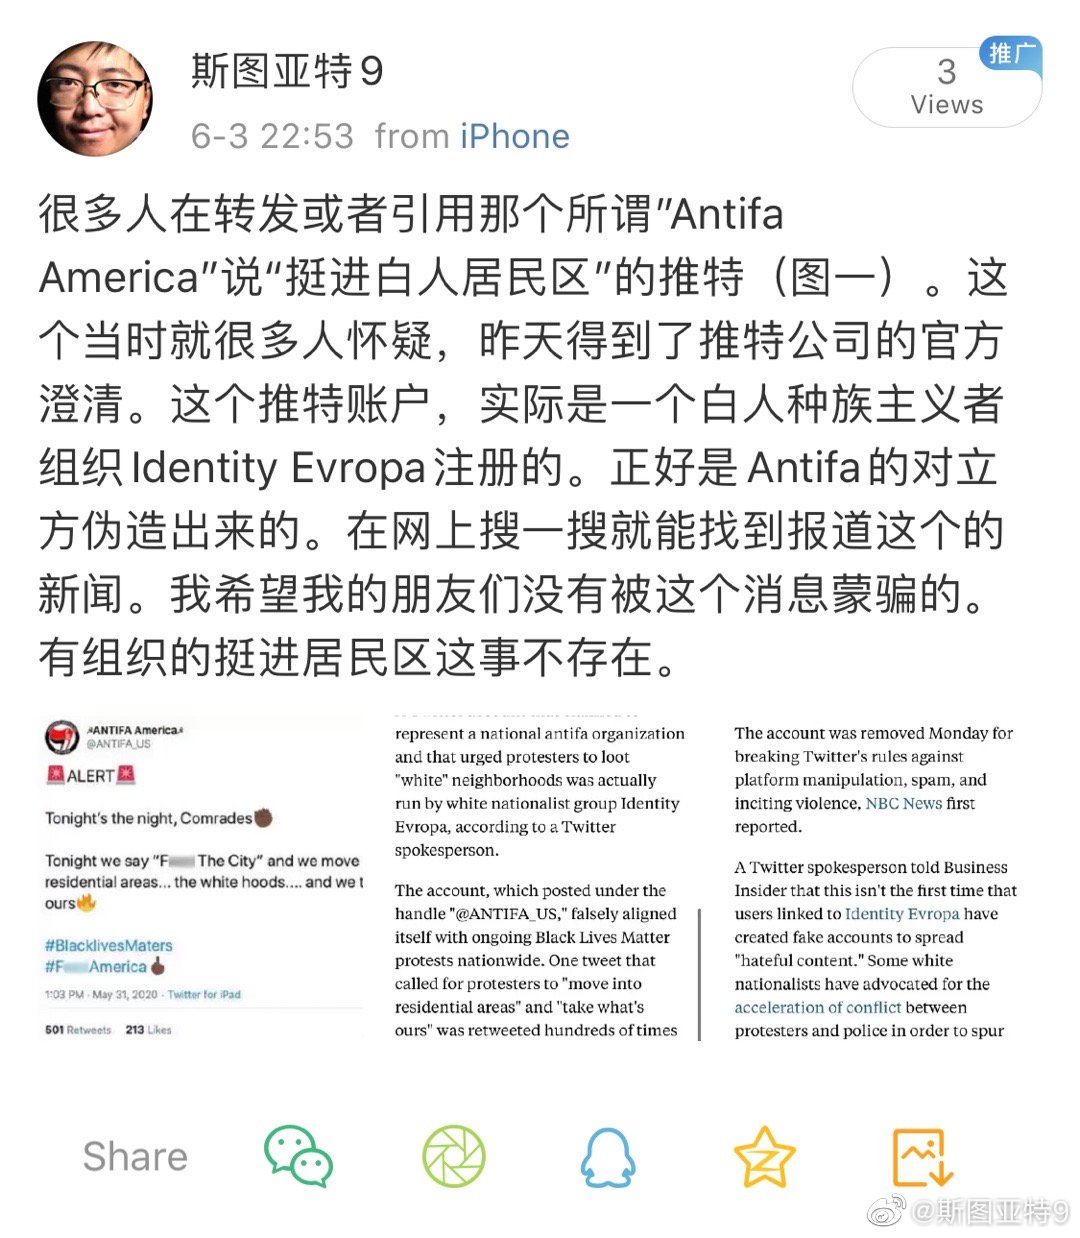 斯图亚特9
推广
3
Views
6-3 22:53 from iPhone
很多人在转发或者引用那个所谓"Antifa
America"说“挺进白人居民区”的推特（图一）。这
个当时就很多人怀疑，昨天得到了推特公司的官方
澄清。这个推特账户，实际是一个白人种族主义者
组织Identity Evropa注册的。正好是Antifa的对立
方伪造出来的。在网上搜一搜就能找到报道这个的
新闻。我希望我的朋友们没有被这个消息蒙骗的。
有组织的挺进居民区这事不存在。
ANTIFA America
@ANTIFA_US
🚨ALERT🚨
Tonight's the night, Comrades✊🏿
Tonight we say "F The City" and we move
residential areas... the white hoods.... and we t
ours🔥
#BlacklivesMaters
#F America🖕🏿
1:03 PM · May 31, 2020 · Twitter for iPad
501 Retweets 213 Likes
represent a national antifa organization
and that urged protesters to loot
"white" neighborhoods was actually
run by white nationalist group Identity
Evropa, according to a Twitter
spokesperson.
The account, which posted under the
handle "@ANTIFA_US," falsely aligned
itself with ongoing Black Lives Matter
protests nationwide. One tweet that
called for protesters to "move into
residential areas" and "take what's
ours" was retweeted hundreds of times
The account was removed Monday for
breaking Twitter's rules against
platform manipulation, spam, and
inciting violence, NBC News first
reported.
A Twitter spokesperson told Business
Insider that this isn't the first time that
users linked to Identity Evropa have
created fake accounts to spread
"hateful content." Some white
nationalists have advocated for the
acceleration of conflict between
protesters and police in order to spur
Share
@斯图亚特9